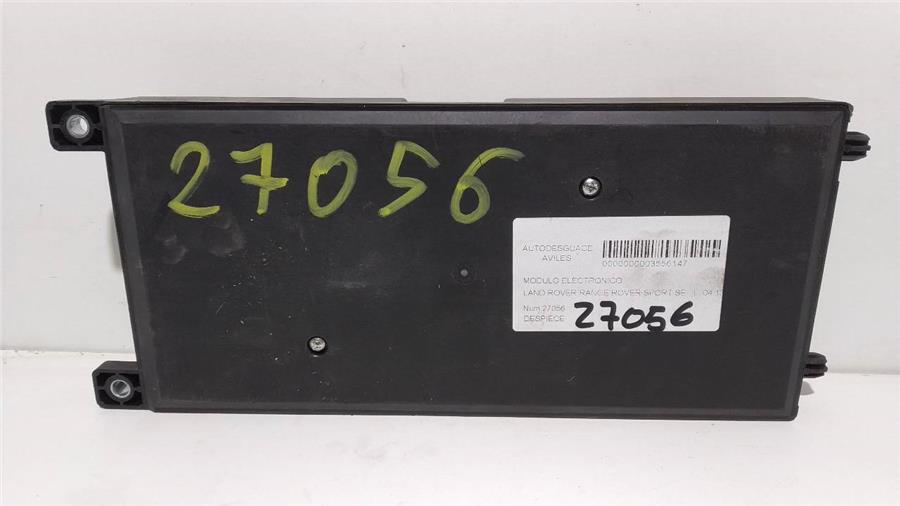 27056
AUTODESGUACE
AVILES
0000000003556147
MODULO ELECTRONICO
LAND ROVER RANGE ROVER SPORT SE
Num 27056
DESPIECE 27056